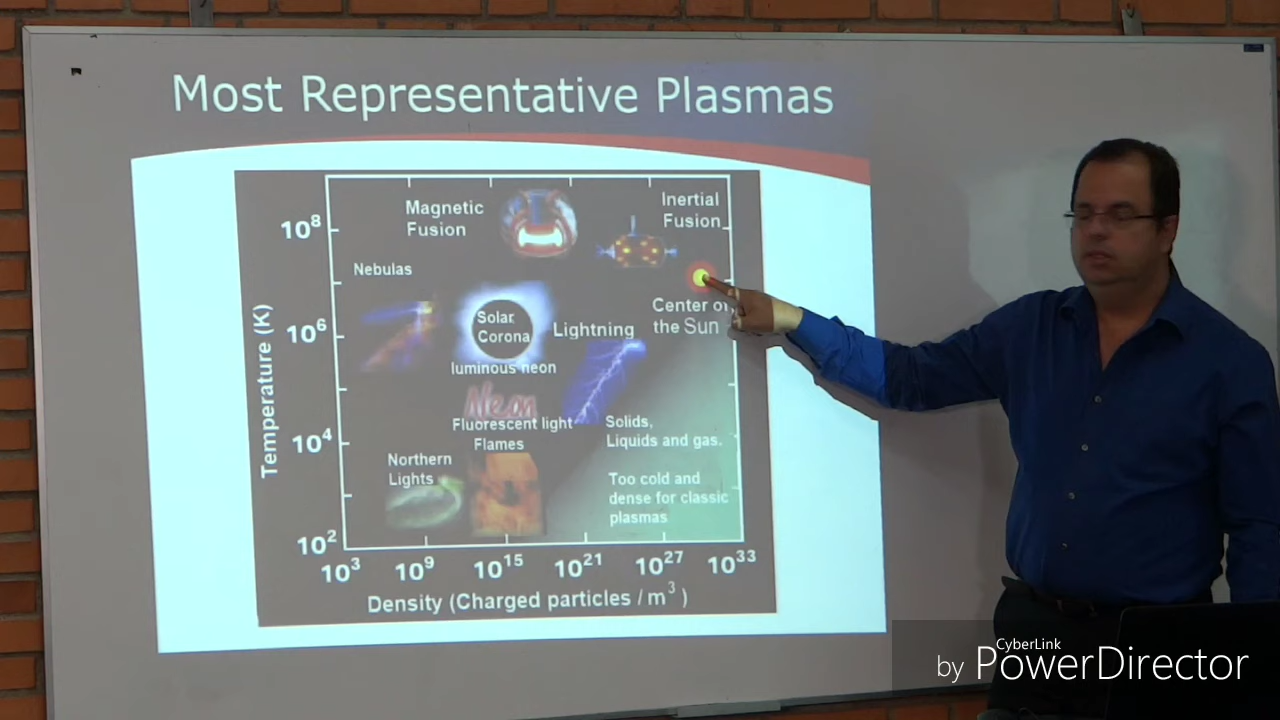 Most Representative Plasmas
Magnetic
Fusion
Inertial
Fusion
Nebulas
Center of
the Sun
Solar
Corona
Lightning
luminous neon
Neon
Fluorescent light
Flames
Solids,
Liquids and gas.
Northern
Lights
Too cold and
dense for classic
plasmas
Temperature (K)
10⁸
10⁶
10⁴
10²
10³ 10⁹ 10¹⁵ 10²¹ 10²⁷ 10³³
Density (Charged particles / m³ )
CyberLink
by PowerDirector